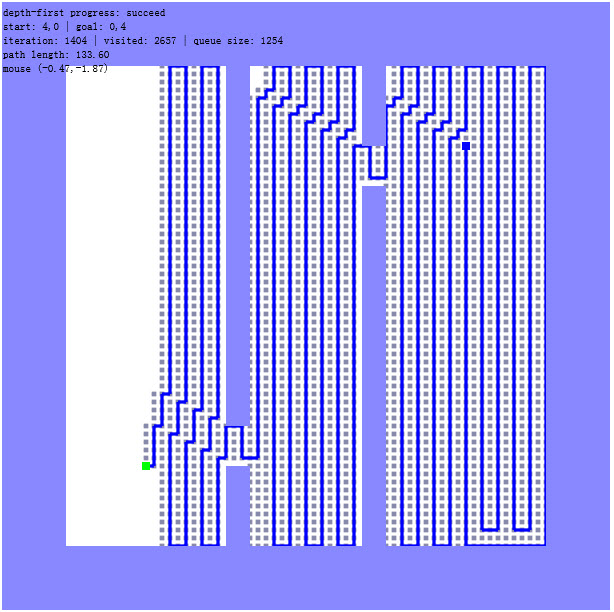 depth-first progress: succeed
start: 4,0 | goal: 0,4
iteration: 1404 | visited: 2657 | queue size: 1254
path length: 133.60
mouse (-0.47,-1.87)